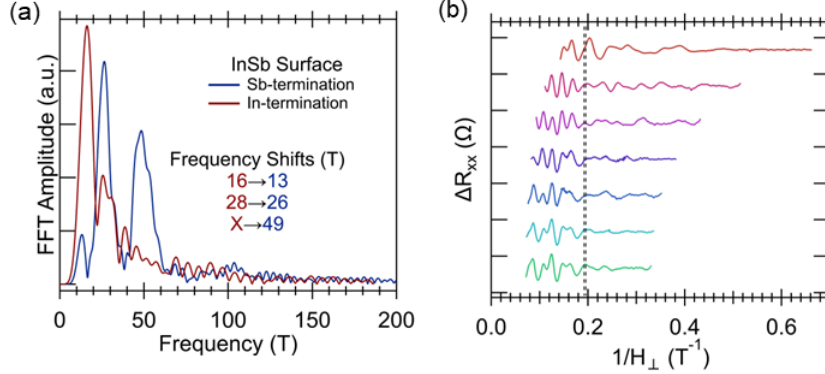 (a)
InSb Surface
Sb-termination
In-termination
Frequency Shifts (T)
16→13
28→26
X→49
FFT Amplitude (a.u.)
0
50
100
150
200
Frequency (T)
(b)
ΔRxx (Ω)
0.0
0.2
0.4
0.6
1/H⊥ (T⁻¹)